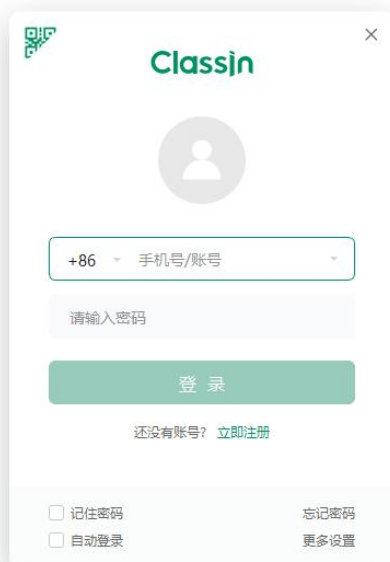 ClassIn
+86 手机号/账号
请输入密码
登 录
还没有账号? 立即注册
记住密码 忘记密码
自动登录 更多设置